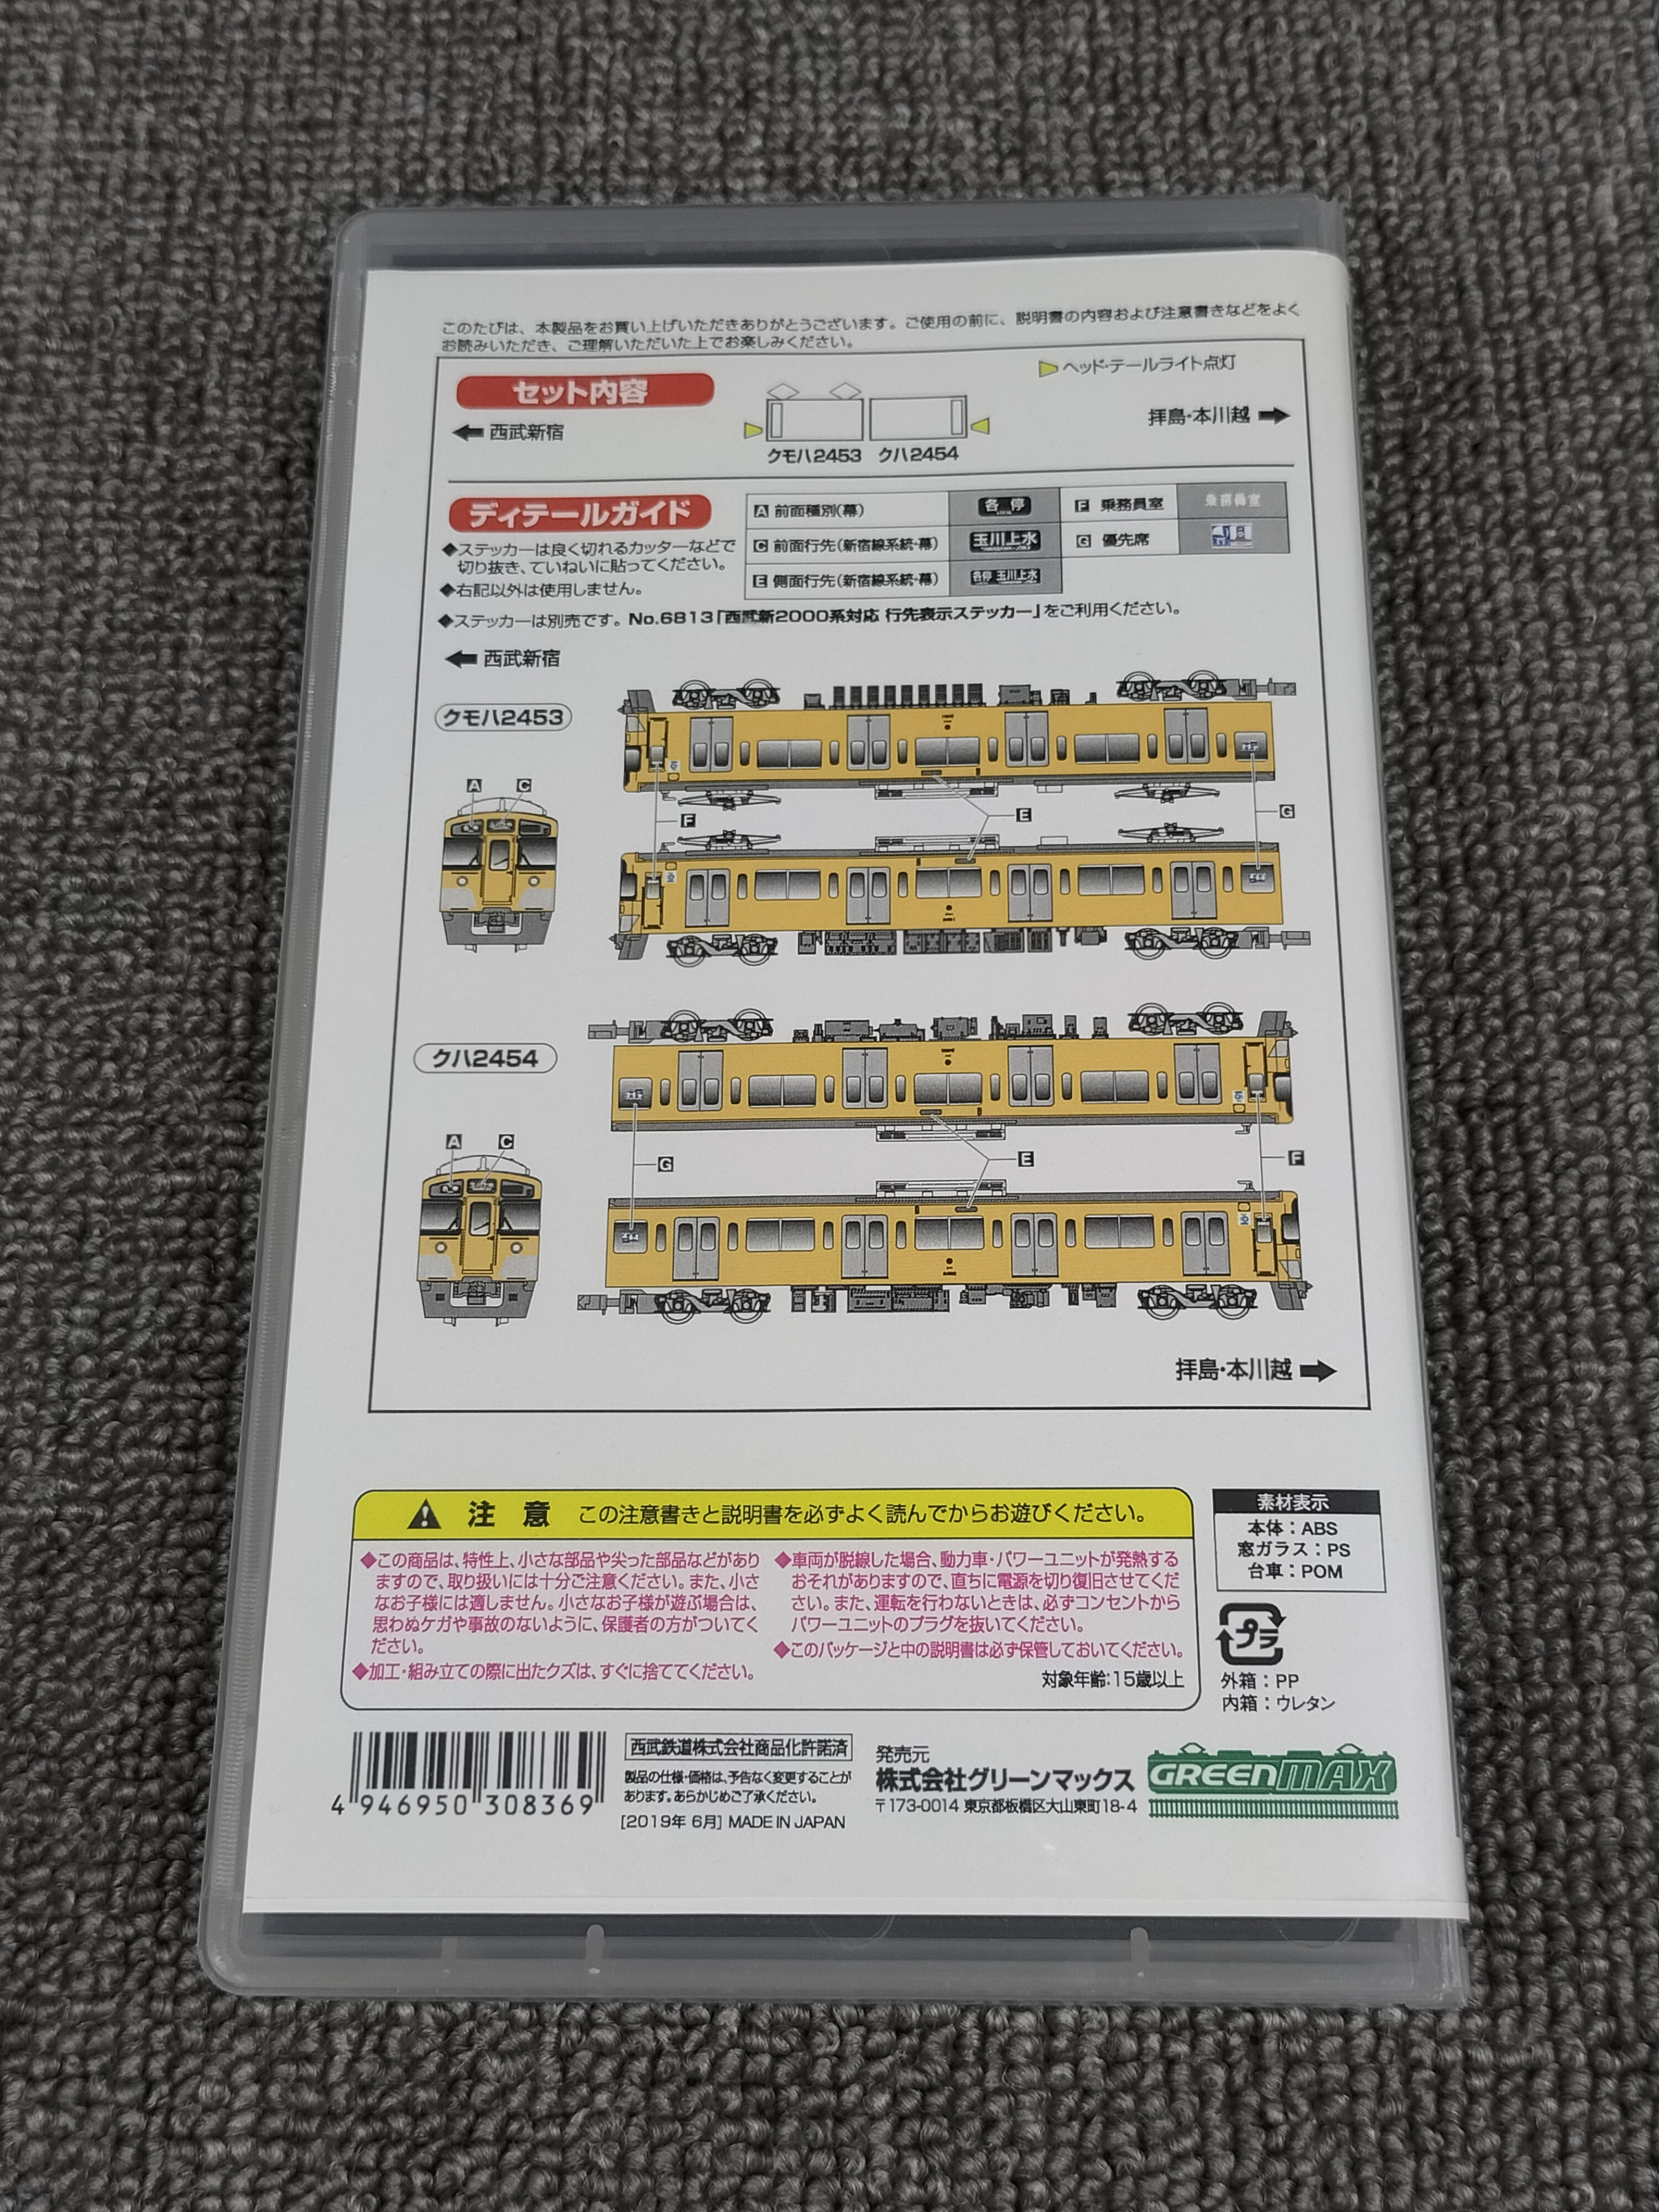 このたびは、本製品をお買い上げいただきありがとうございます。ご使用の前に、説明書の内容および注意書きなどをよく
お読みいただき、ご理解いただいた上でお楽しみください。
セット内容
ヘッド・テールライト点灯
西武新宿
拝島・本川越
クモハ2453 クハ2454
ディテールガイド
◆ステッカーは良く切れるカッターなどで
切り抜き、ていねいに貼ってください。
◆右記以外は使用しません。
A 前面種別(幕) 各停 F 乗務員室 乗務員室
C 前面行先(新宿線系統・幕) 玉川上水 G 優先席
E 側面行先(新宿線系統・幕) 各停 玉川上水
◆ステッカーは別売です。No.6813「西武新2000系対応 行先表示ステッカー」をご利用ください。
西武新宿
クモハ2453
A C
F
E
G
クハ2454
A C
G
E
F
拝島・本川越
注 意 この注意書きと説明書を必ずよく読んでからお遊びください。
◆この商品は、特性上、小さな部品や尖った部品などがあり
ますので、取り扱いには十分ご注意ください。また、小さ
なお子様には適しません。小さなお子様が遊ぶ場合は、
思わぬケガや事故のないように、保護者の方がついてく
ださい。
◆加工・組み立ての際に出たクズは、すぐに捨ててください。
◆車両が脱線した場合、動力車・パワーユニットが発熱する
おそれがありますので、直ちに電源を切り復旧させてくだ
さい。また、運転を行わないときは、必ずコンセントから
パワーユニットのプラグを抜いてください。
◆このパッケージと中の説明書は必ず保管しておいてください。
対象年齢:15歳以上
素材表示
本体:ABS
窓ガラス:PS
台車:POM
プラ
外箱:PP
内箱:ウレタン
4 946950 308369
西武鉄道株式会社商品化許諾済
製品の仕様・価格は、予告なく変更することが
あります。あらかじめご了承ください。
[2019年 6月] MADE IN JAPAN
発売元
株式会社グリーンマックス
〒173-0014 東京都板橋区大山東町18-4
GREENMAX